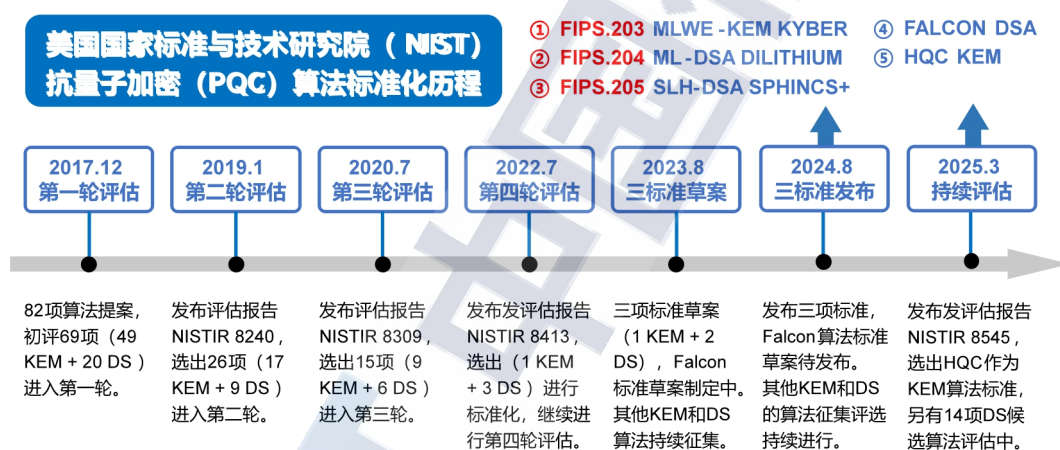 美国国家标准与技术研究院（ NIST）
抗量子加密（PQC）算法标准化历程
① FIPS.203 MLWE -KEM KYBER
② FIPS.204 ML -DSA DILITHIUM
③ FIPS.205 SLH-DSA SPHINCS+
④ FALCON DSA
⑤ HQC KEM
2017.12
第一轮评估
2019.1
第二轮评估
2020.7
第三轮评估
2022.7
第四轮评估
2023.8
三标准草案
2024.8
三标准发布
2025.3
持续评估
82项算法提案，
初评69项（49
KEM + 20 DS ）
进入第一轮。
发布评估报告
NISTIR 8240 ,
选出26项（17
KEM + 9 DS ）
进入第二轮。
发布评估报告
NISTIR 8309 ,
选出15项（9
KEM + 6 DS ）
进入第三轮。
发布发评估报告
NISTIR 8413 ,
选出（1 KEM
+ 3 DS ）进行
标准化，继续进
行第四轮评估。
三项标准草案
（1 KEM + 2
DS），Falcon
标准草案制定中。
其他KEM和DS
算法持续征集。
发布三项标准，
Falcon算法标准
草案待发布。
其他KEM和DS
的算法征集评选
持续进行。
发布发评估报告
NISTIR 8545 ,
选出HQC作为
KEM算法标准，
另有14项DS候
选算法评估中。